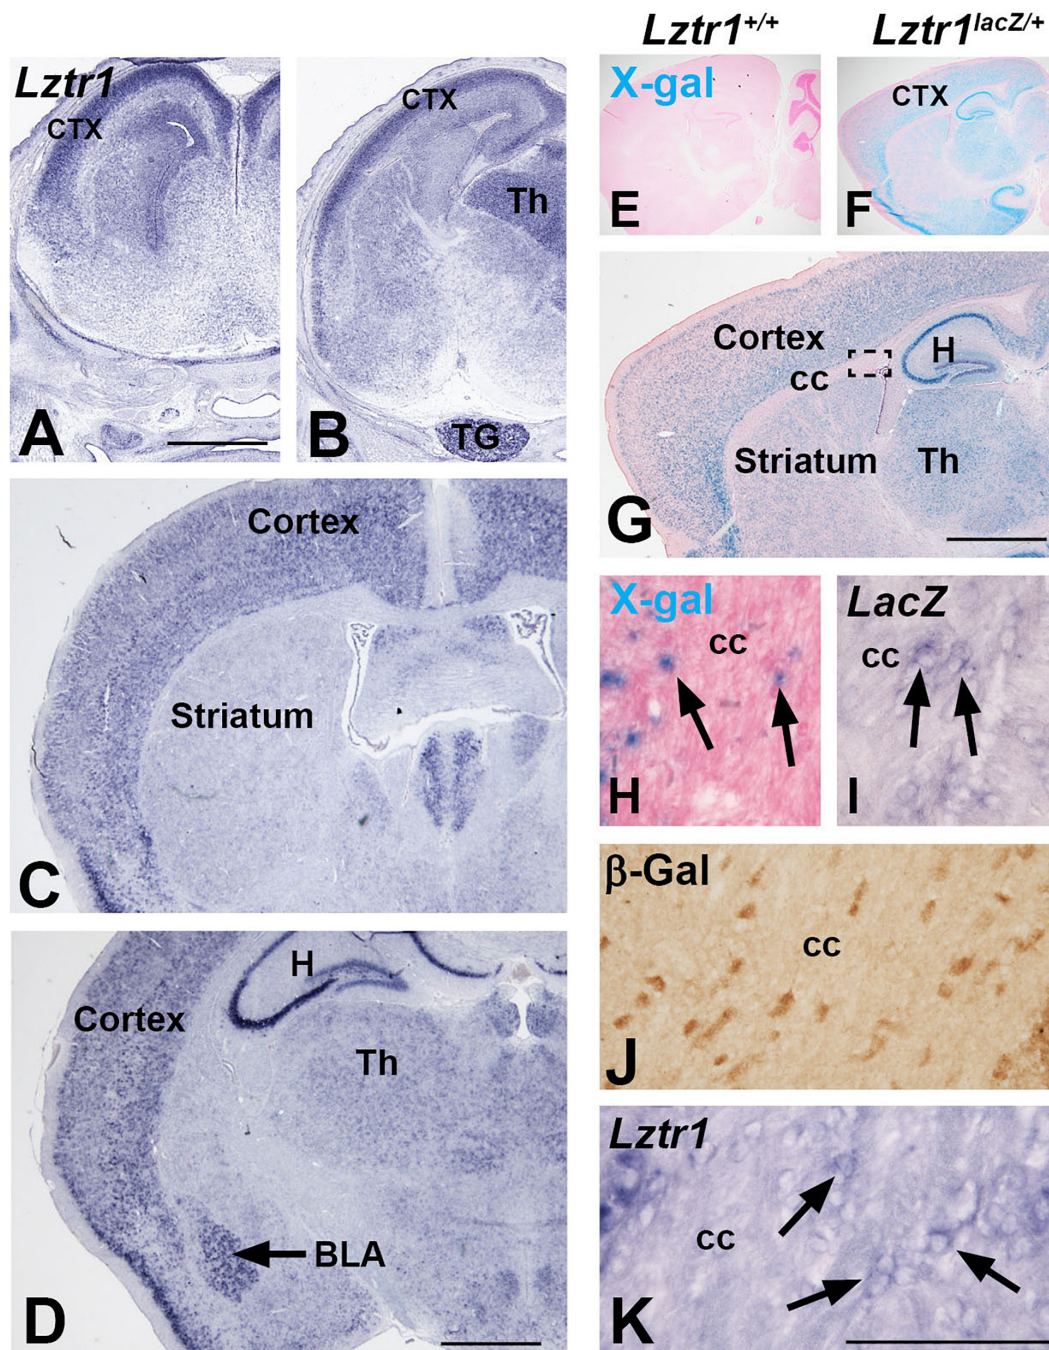 Lztr1
CTX
A
CTX
Th
TG
B
Cortex
Striatum
C
H
Cortex
Th
BLA
D
Lztr1+/+
Lztr1lacZ/+
X-gal
E
CTX
F
Cortex
cc
H
Striatum
Th
G
X-gal
cc
H
LacZ
cc
I
β-Gal
cc
J
Lztr1
cc
K